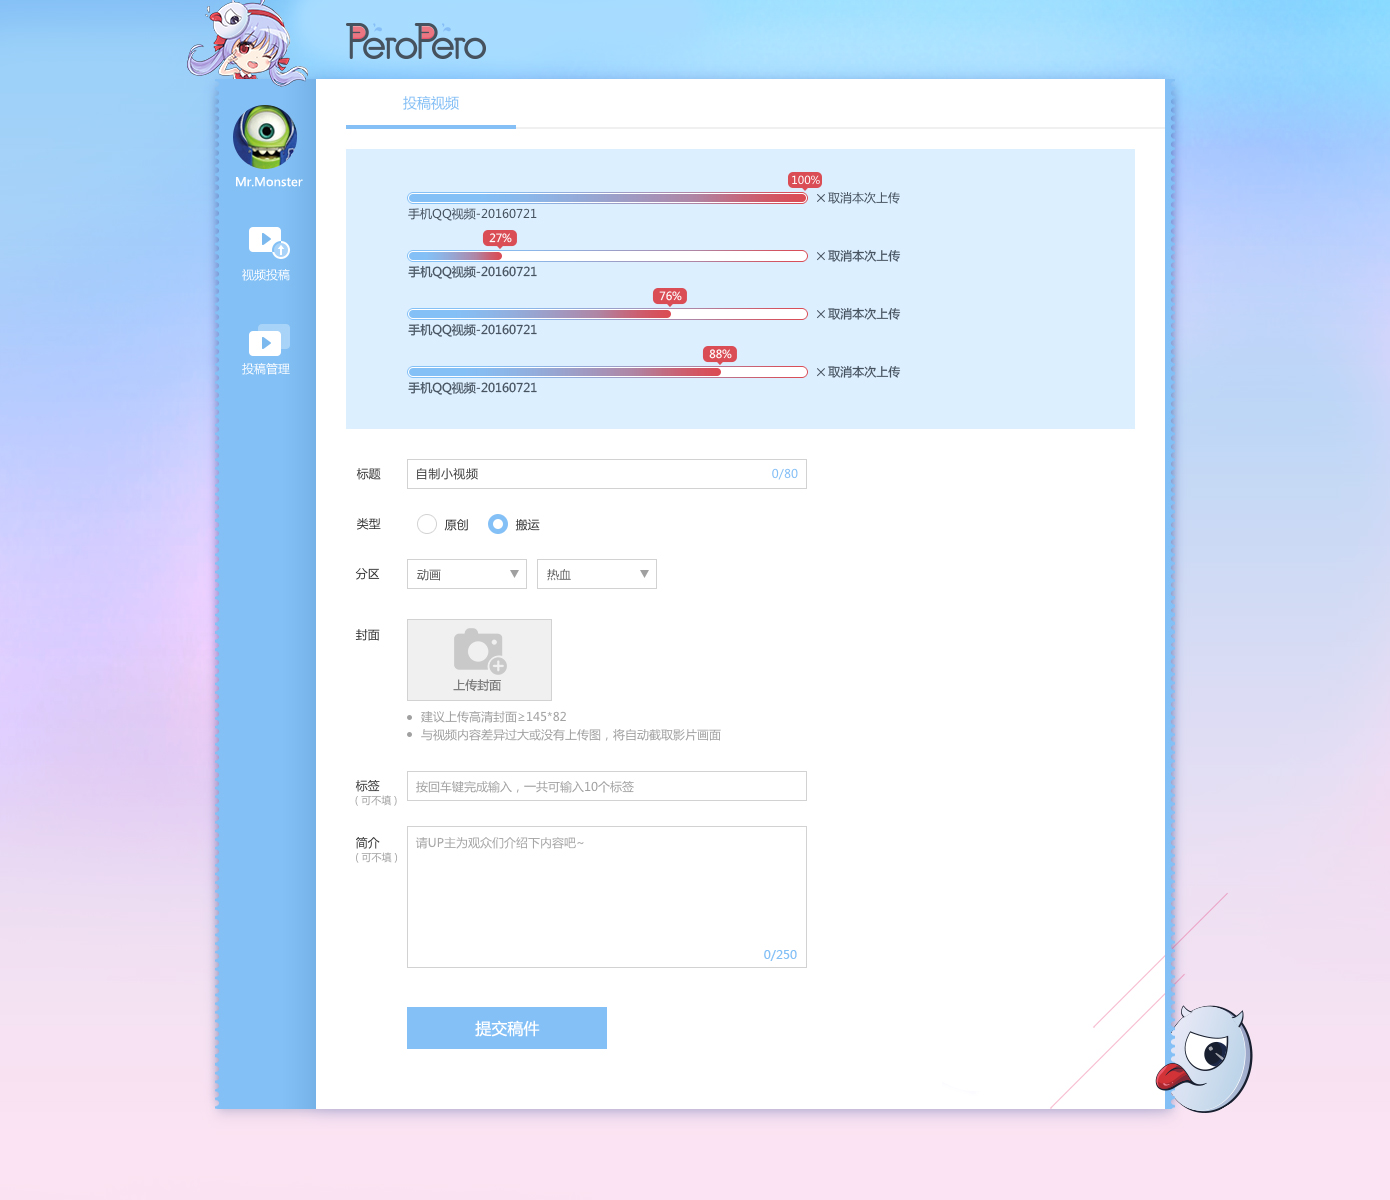 PeroPero
投稿视频
Mr.Monster
视频投稿
投稿管理
100%
×取消本次上传
手机QQ视频-20160721
27%
×取消本次上传
手机QQ视频-20160721
76%
×取消本次上传
手机QQ视频-20160721
88%
×取消本次上传
手机QQ视频-20160721
标题 自制小视频 0/80
类型 原创 搬运
分区 动画 热血
封面
上传封面
建议上传高清封面≥145*82
与视频内容差异过大或没有上传图，将自动截取影片画面
标签 按回车键完成输入，一共可输入10个标签
（可不填）
简介 请UP主为观众们介绍下内容吧~
（可不填）
0/250
提交稿件